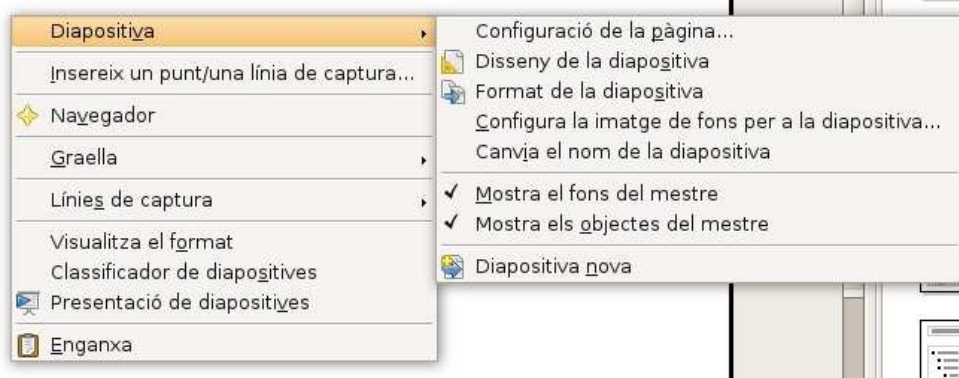 Diapositiva
Insereix un punt/una línia de captura...
Navegador
Graella
Línies de captura
Visualitza el format
Classificador de diapositives
Presentació de diapositives
Enganxa
Configuració de la pàgina...
Disseny de la diapositiva
Format de la diapositiva
Configura la imatge de fons per a la diapositiva...
Canvia el nom de la diapositiva
Mostra el fons del mestre
Mostra els objectes del mestre
Diapositiva nova